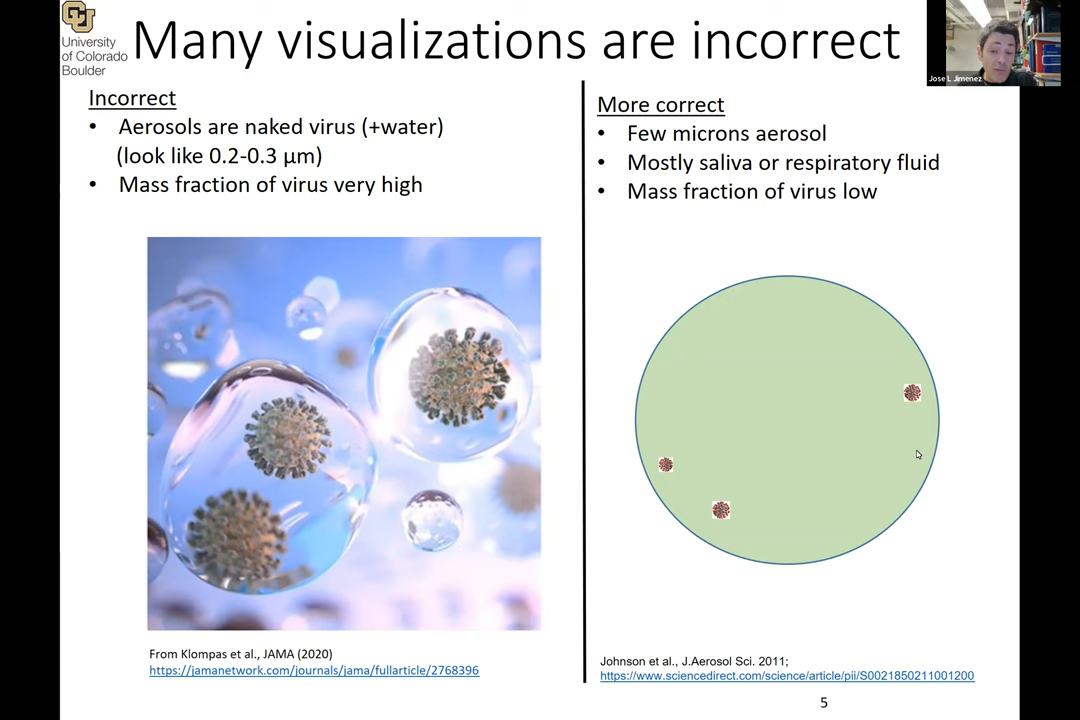 University
of Colorado
Boulder
Many visualizations are incorrect
Jose L Jimenez
Incorrect
• Aerosols are naked virus (+water)
(look like 0.2-0.3 µm)
• Mass fraction of virus very high
From Klompas et al., JAMA (2020)
https://jamanetwork.com/journals/jama/fullarticle/2768396
More correct
• Few microns aerosol
• Mostly saliva or respiratory fluid
• Mass fraction of virus low
Johnson et al., J.Aerosol Sci. 2011;
https://www.sciencedirect.com/science/article/pii/S0021850211001200
5